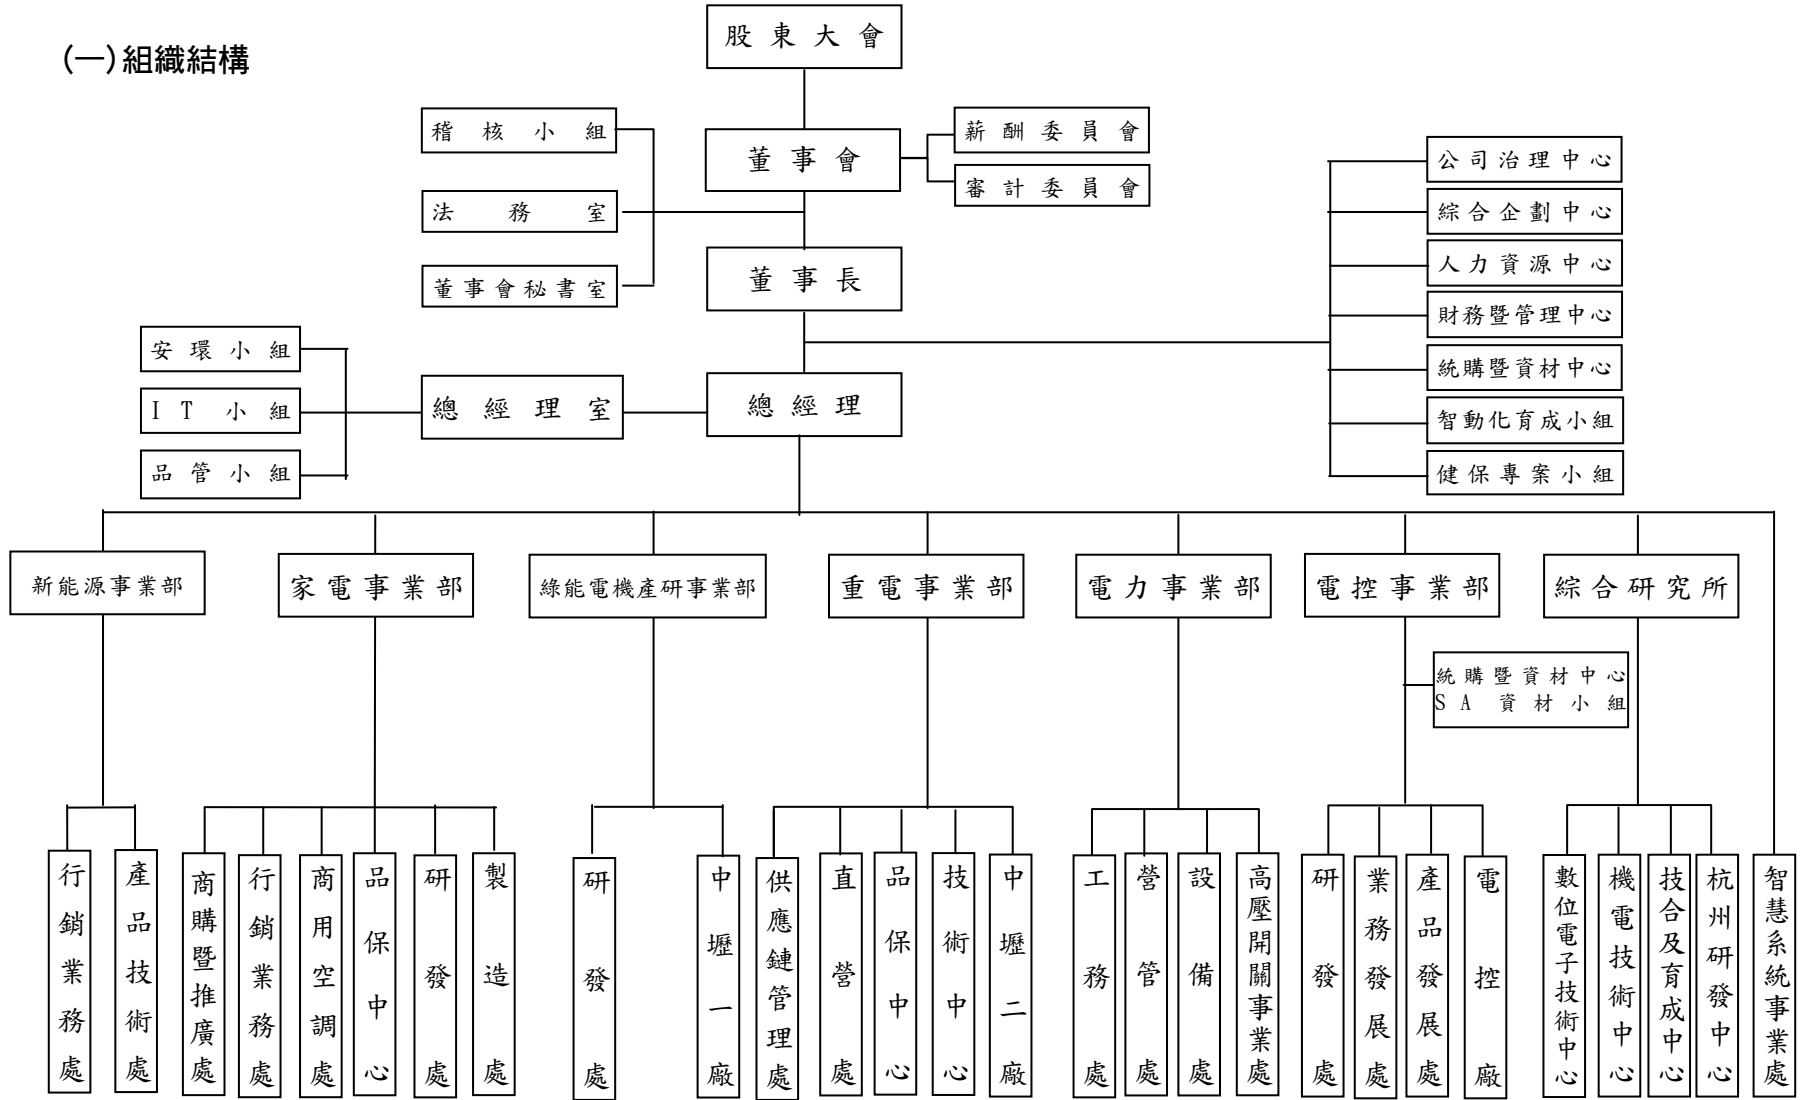 (一)組織結構
股東大會
稽核小組
董事會
薪酬委員會
審計委員會
公司治理中心
法務室
綜合企劃中心
董事會秘書室
董事長
人力資源中心
財務暨管理中心
安環小組
統購暨資材中心
IT小組
總經理室
總經理
智動化育成小組
品管小組
健保專案小組
新能源事業部
家電事業部
綠能電機產研事業部
重電事業部
電力事業部
電控事業部
綜合研究所
統購暨資材中心
SA資材小組
行銷業務處
產品技術處
商購暨推廣處
行銷業務處
商用空調處
品保中心
研發處
製造處
研發處
中壢一廠
供應鏈管理處
直營處
品保中心
技術中心
中壢二廠
工務處
營管處
設備處
高壓開關事業處
研發處
業務發展處
產品發展處
電控廠
數位電子技術中心
機電技術中心
技合及育成中心
杭州研發中心
智慧系統事業處